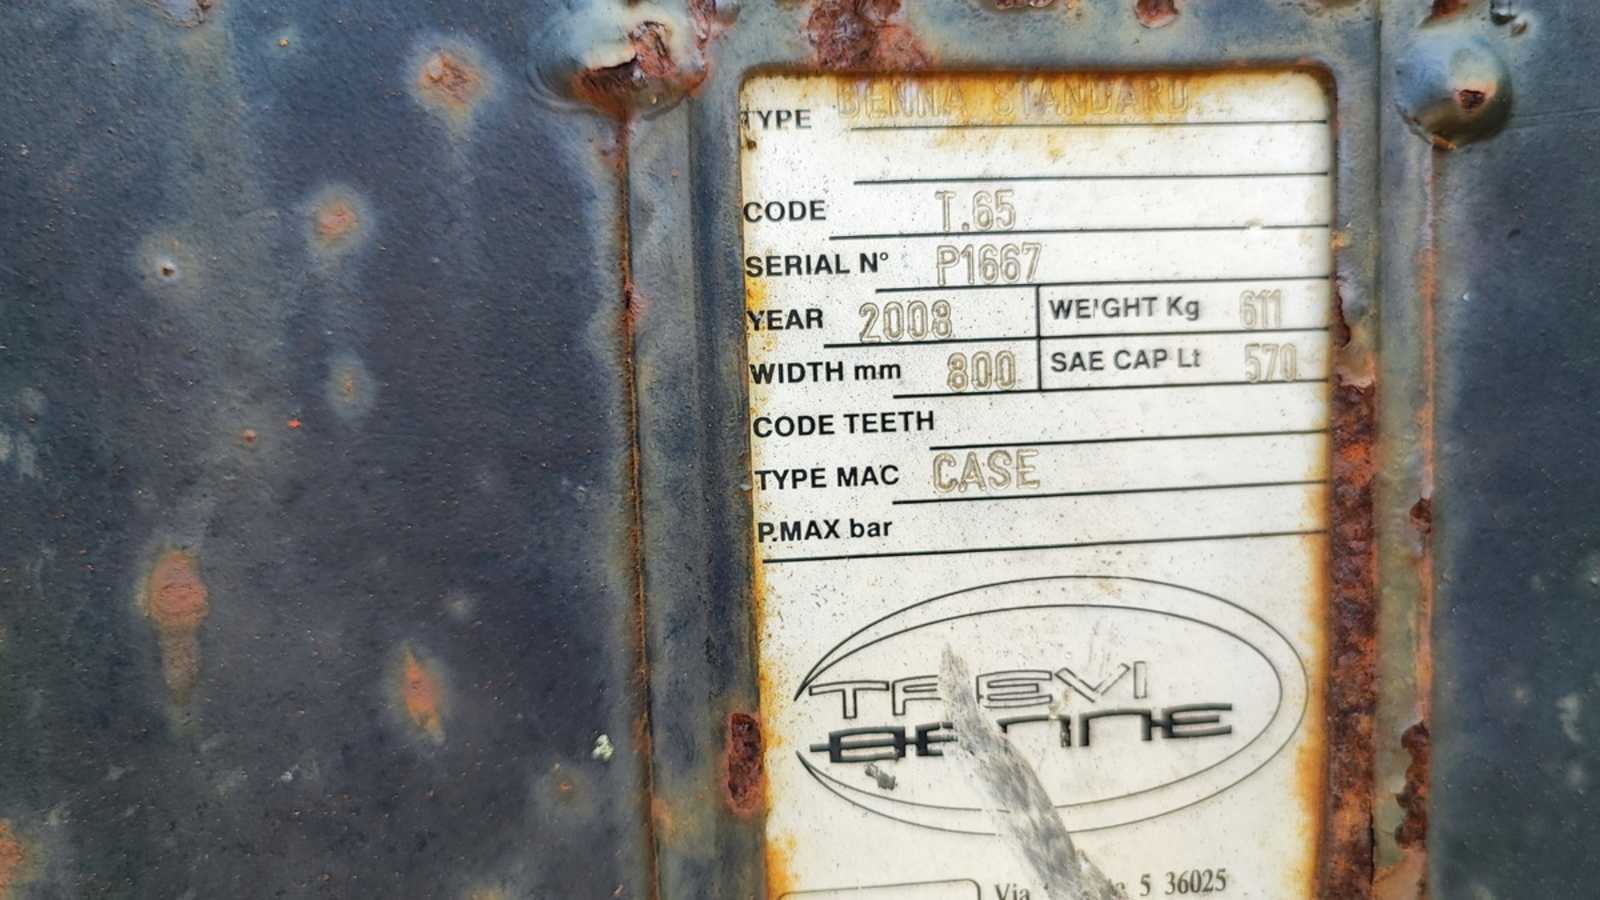 TYPE BENNA STANDARD
CODE T.65
SERIAL N° P1667
YEAR 2008 WEIGHT Kg 611
WIDTH mm 800 SAE CAP Lt 570
CODE TEETH
TYPE MAC CASE
P.MAX bar
TREVI
BENNE
Via 5 36025